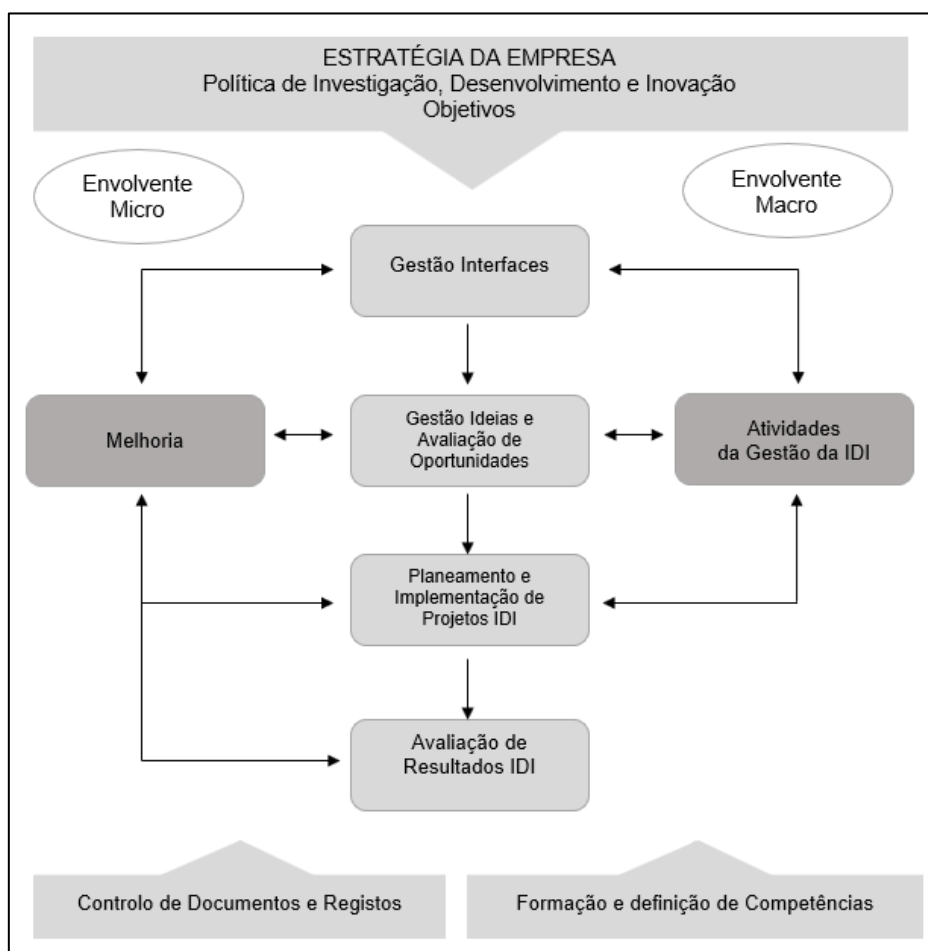 ESTRATÉGIA DA EMPRESA
Política de Investigação, Desenvolvimento e Inovação
Objetivos
Envolvente
Micro
Envolvente
Macro
Gestão Interfaces
Melhoria
Gestão Ideias e
Avaliação de
Oportunidades
Atividades
da Gestão da IDI
Planeamento e
Implementação de
Projetos IDI
Avaliação de
Resultados IDI
Controlo de Documentos e Registos
Formação e definição de Competências